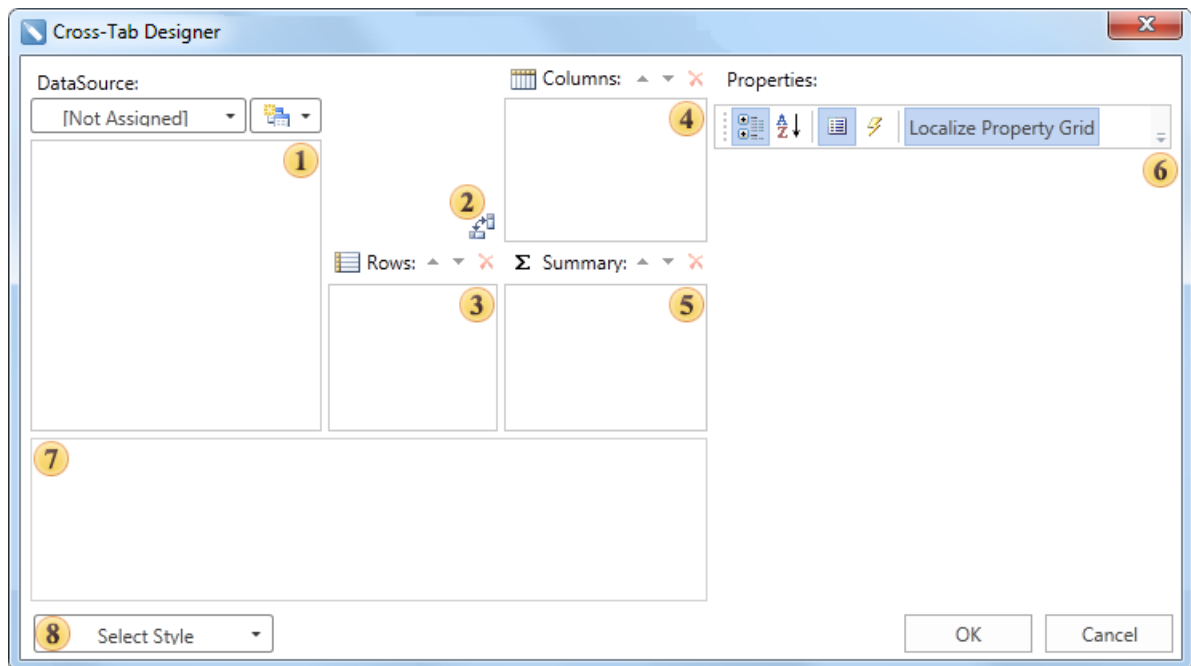 Cross-Tab Designer
DataSource:
Columns:
Properties:
[Not Assigned]
4
Localize Property Grid
1
6
2
Rows:
Σ Summary:
3
5
7
8 Select Style
OK
Cancel